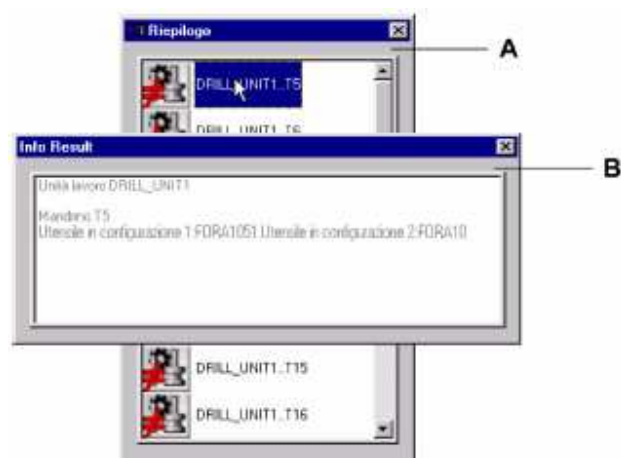 Riepilogo
A
DRILL_UNIT1..T5
DRILL_UNIT1..T6
Info Result
B
Unità lavoro DRILL_UNIT1
Mandrino T5
Utensile in configurazione 1:FORA1051 Utensile in configurazione 2:FORA10
DRILL_UNIT1..T15
DRILL_UNIT1..T16